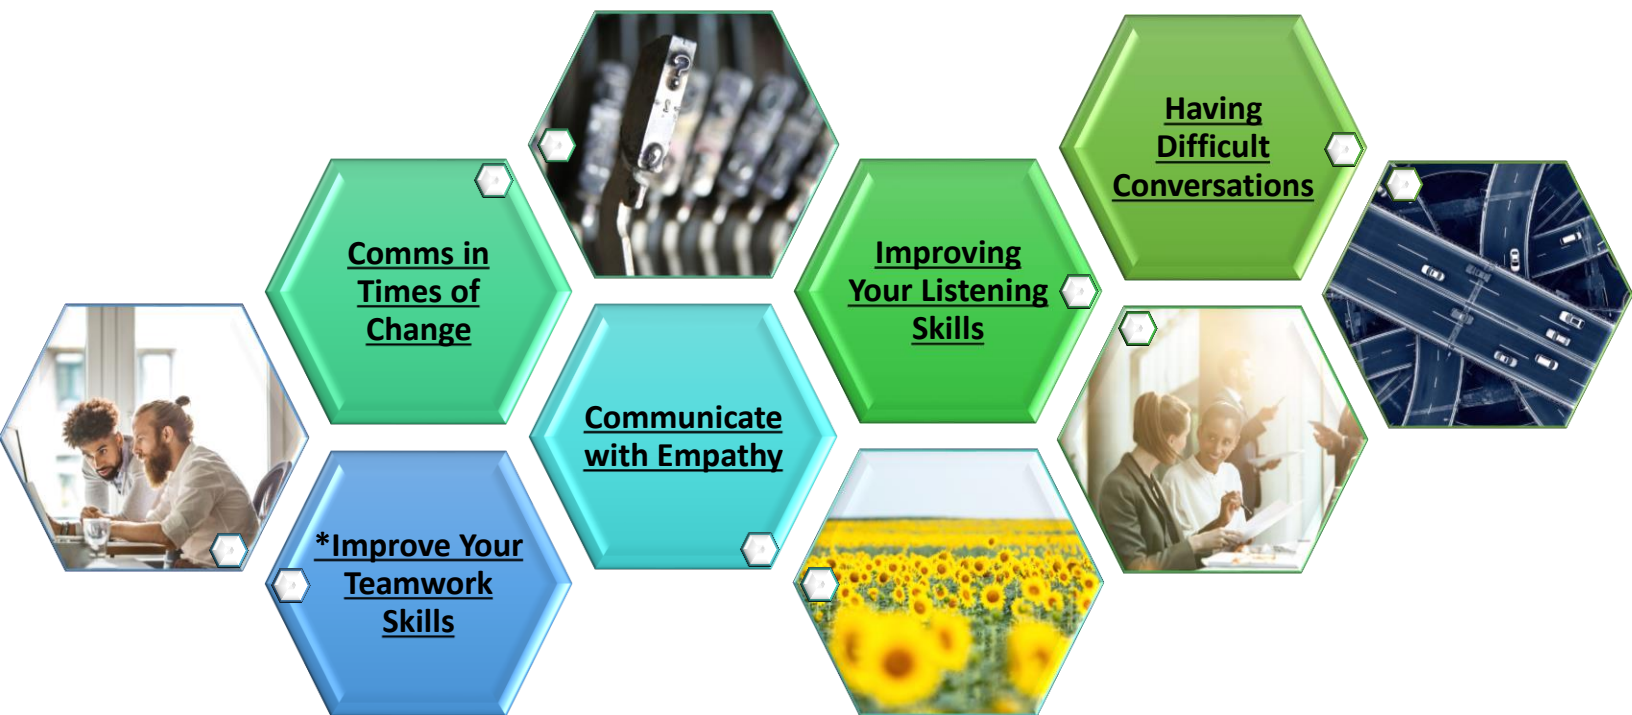 Comms in
Times of
Change
*Improve Your
Teamwork
Skills
Communicate
with Empathy
Improving
Your Listening
Skills
Having
Difficult
Conversations
?